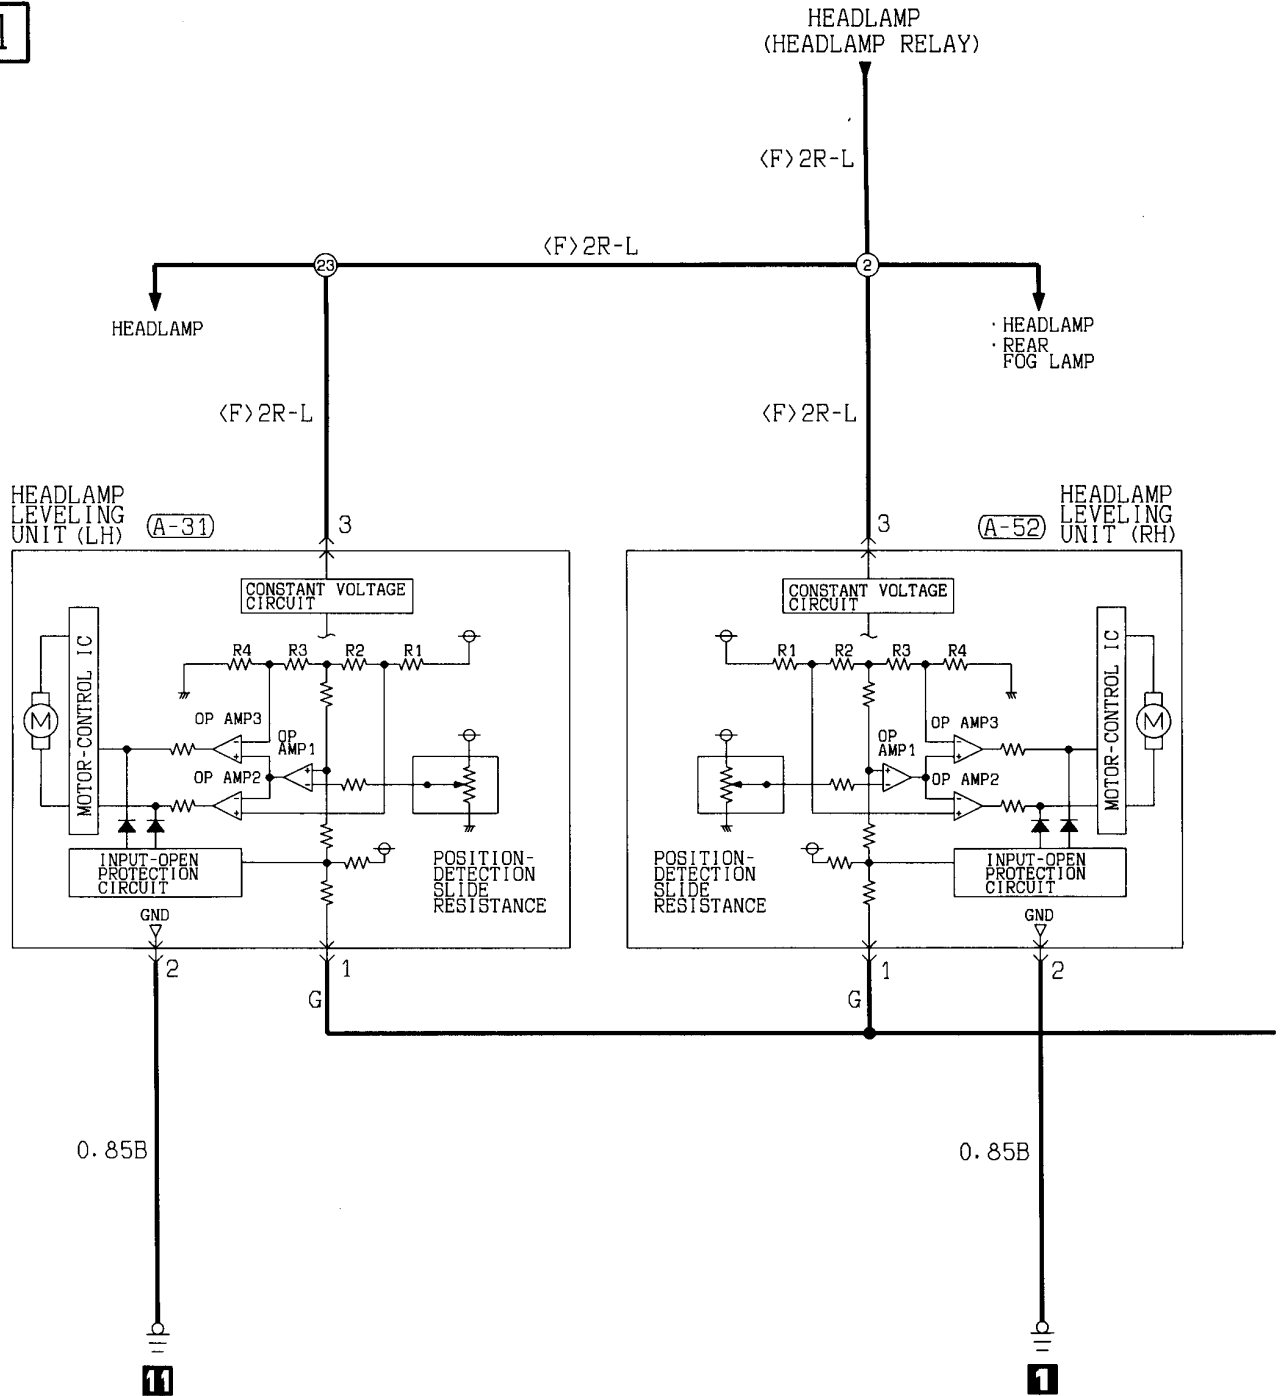 1
HEADLAMP
(HEADLAMP RELAY)
<F>2R-L
<F>2R-L
23
2
HEADLAMP
· HEADLAMP
· REAR
FOG LAMP
<F>2R-L
<F>2R-L
HEADLAMP
LEVELING
UNIT (LH)
A-31
3
3
A-52
HEADLAMP
LEVELING
UNIT (RH)
CONSTANT VOLTAGE
CIRCUIT
R4 R3 R2 R1
MOTOR-CONTROL IC
M
OP AMP3
OP
AMP1
OP AMP2
- +
+ -
- +
INPUT-OPEN
PROTECTION
CIRCUIT
POSITION-
DETECTION
SLIDE
RESISTANCE
GND
2
1
G
CONSTANT VOLTAGE
CIRCUIT
R1 R2 R3 R4
MOTOR-CONTROL IC
M
OP AMP3
OP
AMP1
OP AMP2
- +
+ -
- +
POSITION-
DETECTION
SLIDE
RESISTANCE
INPUT-OPEN
PROTECTION
CIRCUIT
GND
1
2
G
0.85B
0.85B
11
1